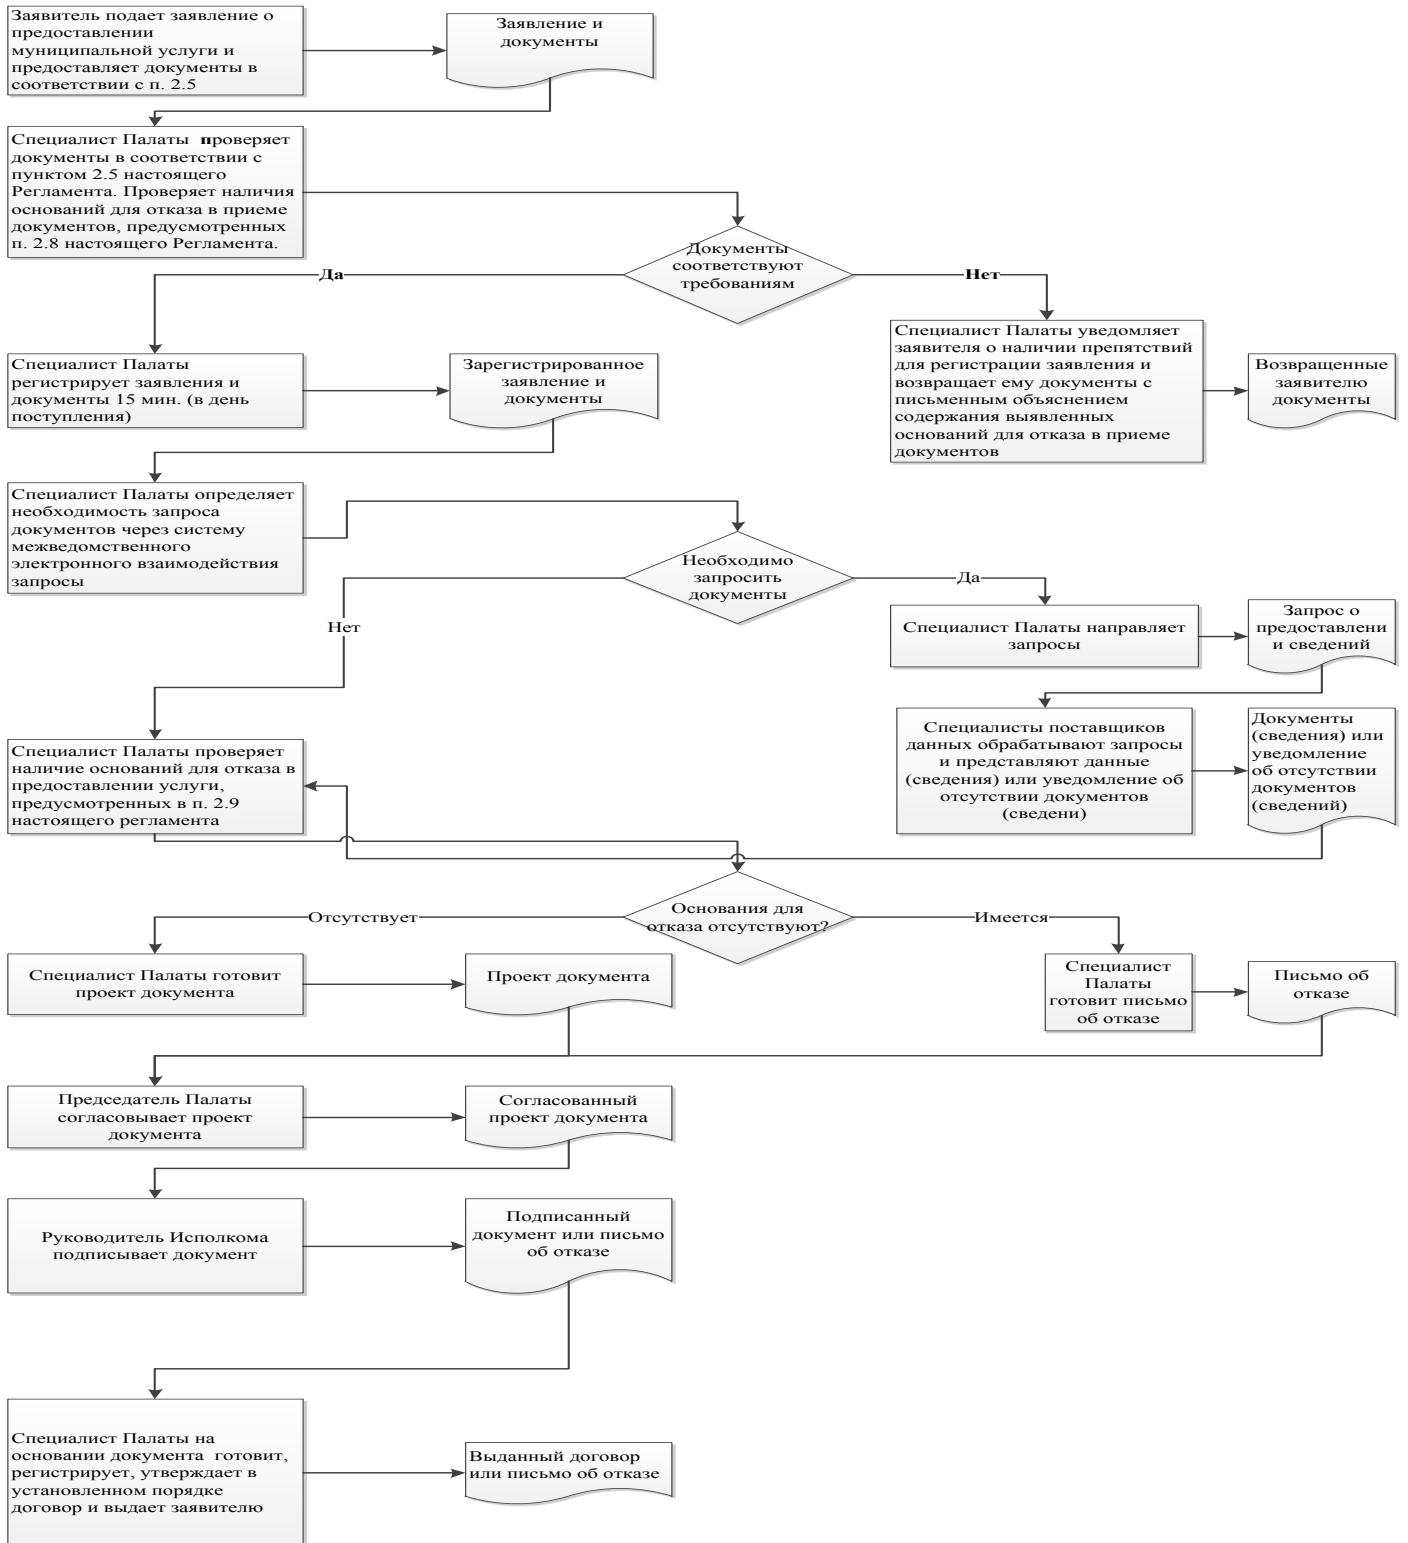 Заявитель подает заявление о
предоставлении
муниципальной услуги и
предоставляет документы в
соответствии с п. 2.5
Заявление и
документы
Специалист Палаты проверяет
документы в соответствии с
пунктом 2.5 настоящего
Регламента. Проверяет наличия
оснований для отказа в приеме
документов, предусмотренных
п. 2.8 настоящего Регламента.
Документы
соответствуют
требованиям
Да
Нет
Специалист Палаты
регистрирует заявления и
документы 15 мин. (в день
поступления)
Зарегистрированное
заявление и
документы
Специалист Палаты уведомляет
заявителя о наличии препятствий
для регистрации заявления и
возвращает ему документы с
письменным объяснением
содержания выявленных
оснований для отказа в приеме
документов
Возвращенные
заявителю
документы
Специалист Палаты определяет
необходимость запроса
документов через систему
межведомственного
электронного взаимодействия
запросы
Необходимо
запросить
документы
Да
Нет
Специалист Палаты направляет
запросы
Запрос о
предоставлени
и сведений
Специалисты поставщиков
данных обрабатывают запросы
и представляют данные
(сведения) или уведомление об
отсутствии документов
(сведени)
Документы
(сведения) или
уведомление
об отсутствии
документов
(сведений)
Специалист Палаты проверяет
наличие оснований для отказа в
предоставлении услуги,
предусмотренных в п. 2.9
настоящего регламента
Основания для
отказа отсутствуют?
Отсутствует
Имеется
Специалист Палаты готовит
проект документа
Проект документа
Специалист
Палаты
готовит письмо
об отказе
Письмо об
отказе
Председатель Палаты
согласовывает проект
документа
Согласованный
проект документа
Руководитель Исполкома
подписывает документ
Подписанный
документ или письмо
об отказе
Специалист Палаты на
основании документа готовит,
регистрирует, утверждает в
установленном порядке
договор и выдает заявителю
Выданный договор
или письмо об отказе